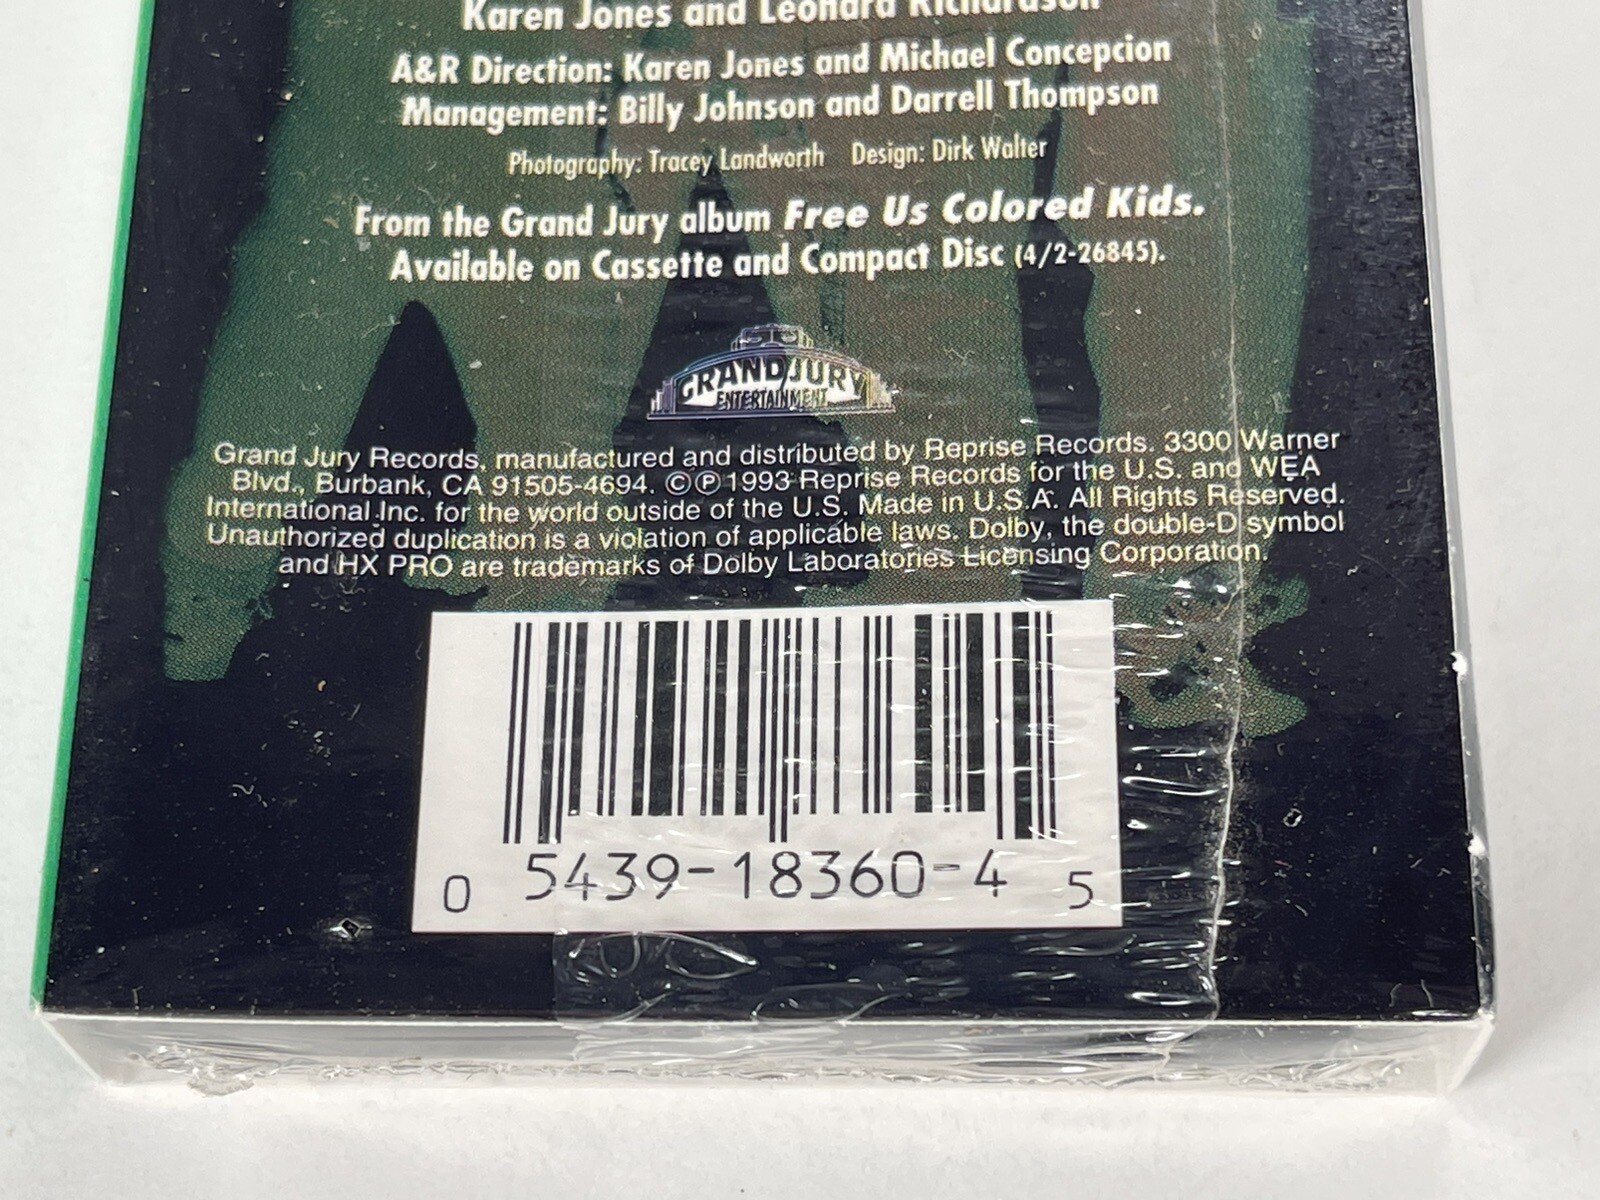 Karen Jones and Leonard Richardson
A&R Direction: Karen Jones and Michael Concepcion
Management: Billy Johnson and Darrell Thompson
Photography: Tracey Landworth Design: Dirk Walter
From the Grand Jury album Free Us Colored Kids.
Available on Cassette and Compact Disc (4/2-26845).
GRAND JURY
ENTERTAINMENT
Grand Jury Records, manufactured and distributed by Reprise Records. 3300 Warner
Blvd., Burbank, CA 91505-4694. ©℗ 1993 Reprise Records for the U.S. and WEA
International Inc. for the world outside of the U.S. Made in U.S.A. All Rights Reserved.
Unauthorized duplication is a violation of applicable laws. Dolby, the double-D symbol
and HX PRO are trademarks of Dolby Laboratories Licensing Corporation.
0 5439-18360-4 5